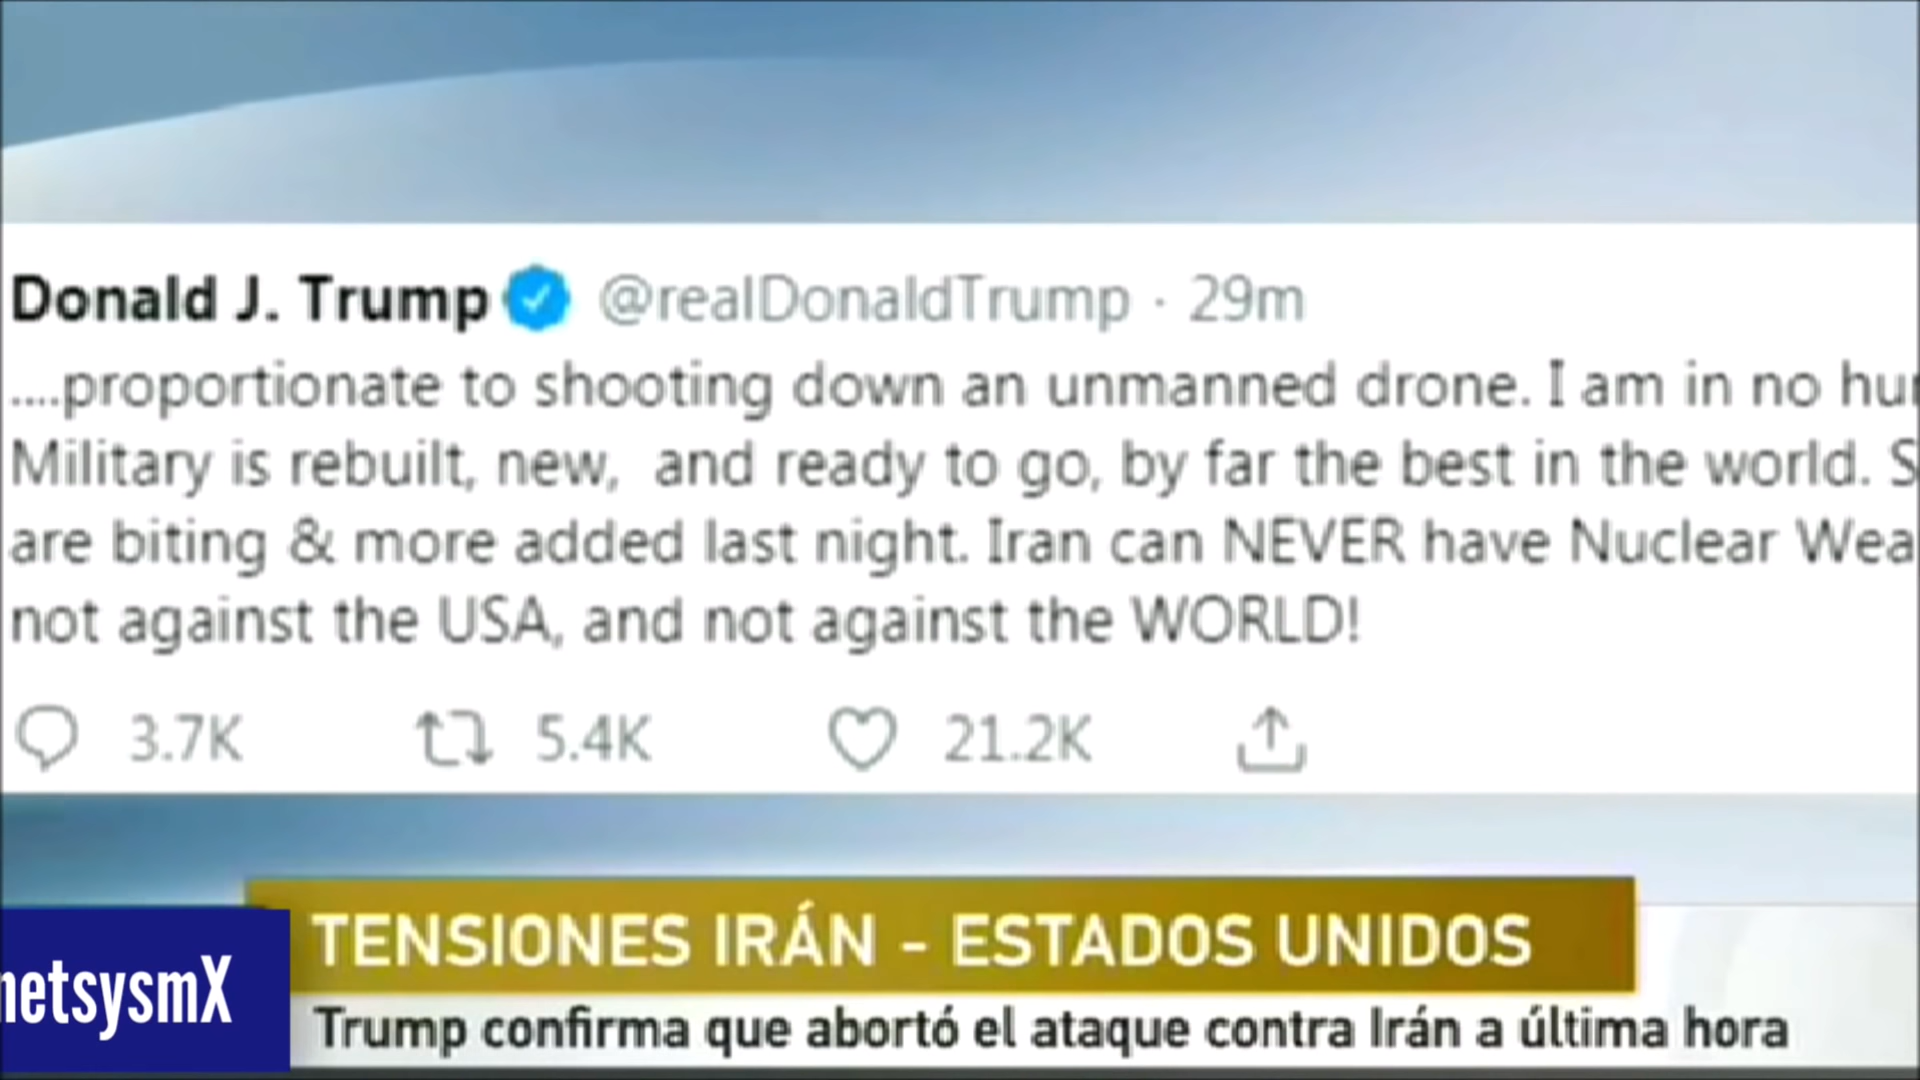 Donald J. Trump @realDonaldTrump · 29m
....proportionate to shooting down an unmanned drone. I am in no
Military is rebuilt, new, and ready to go, by far the best in the world.
are biting & more added last night. Iran can NEVER have Nuclear
not against the USA, and not against the WORLD!
3.7K 5.4K 21.2K
TENSIONES IRÁN - ESTADOS UNIDOS
netsysmX
Trump confirma que abortó el ataque contra Irán a última hora